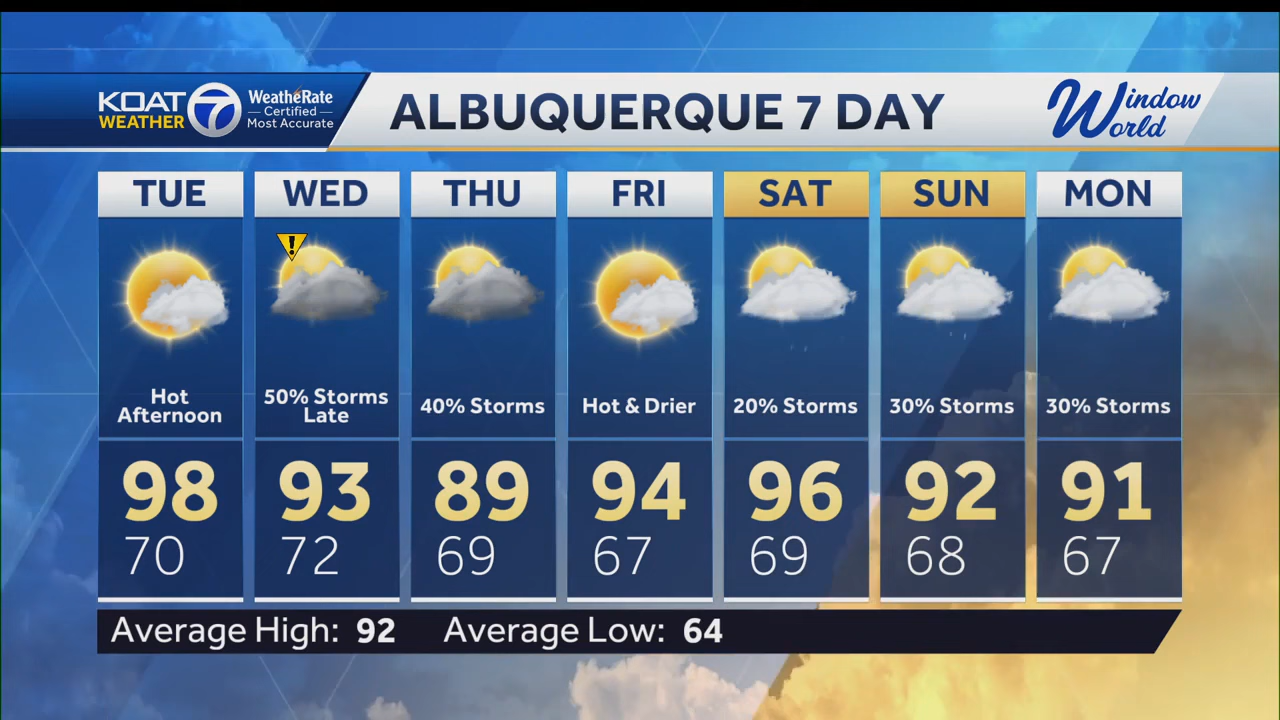 KOAT
WEATHER
7
WeatheRate
Certified
Most Accurate
ALBUQUERQUE 7 DAY
Window
World
TUE
WED
THU
FRI
SAT
SUN
MON
!
Hot
Afternoon
50% Storms
Late
40% Storms
Hot & Drier
20% Storms
30% Storms
30% Storms
98
93
89
94
96
92
91
70
72
69
67
69
68
67
Average High: 92 Average Low: 64